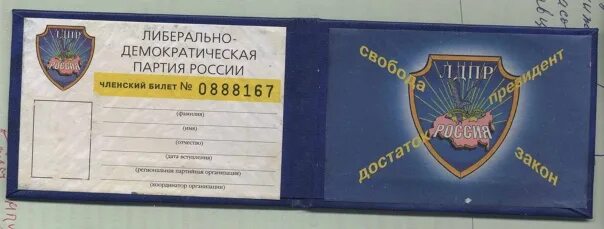 ЛДПР
РОССИЯ
ЛИБЕРАЛЬНО-
ДЕМОКРАТИЧЕСКАЯ
ПАРТИЯ РОССИИ
ЧЛЕНСКИЙ БИЛЕТ № 0888167
(фамилия)
(имя)
(отчество)
(дата вступления)
(региональная партийная организация)
(координатор организации)
свобода
президент
ЛДПР
РОССИЯ
достаток
закон